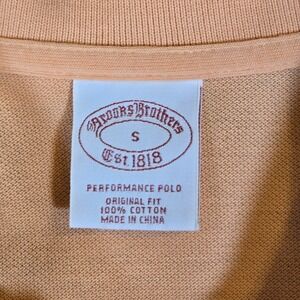 Brooks Brothers
S
Est. 1818
PERFORMANCE POLO
ORIGINAL FIT
100% COTTON
MADE IN CHINA